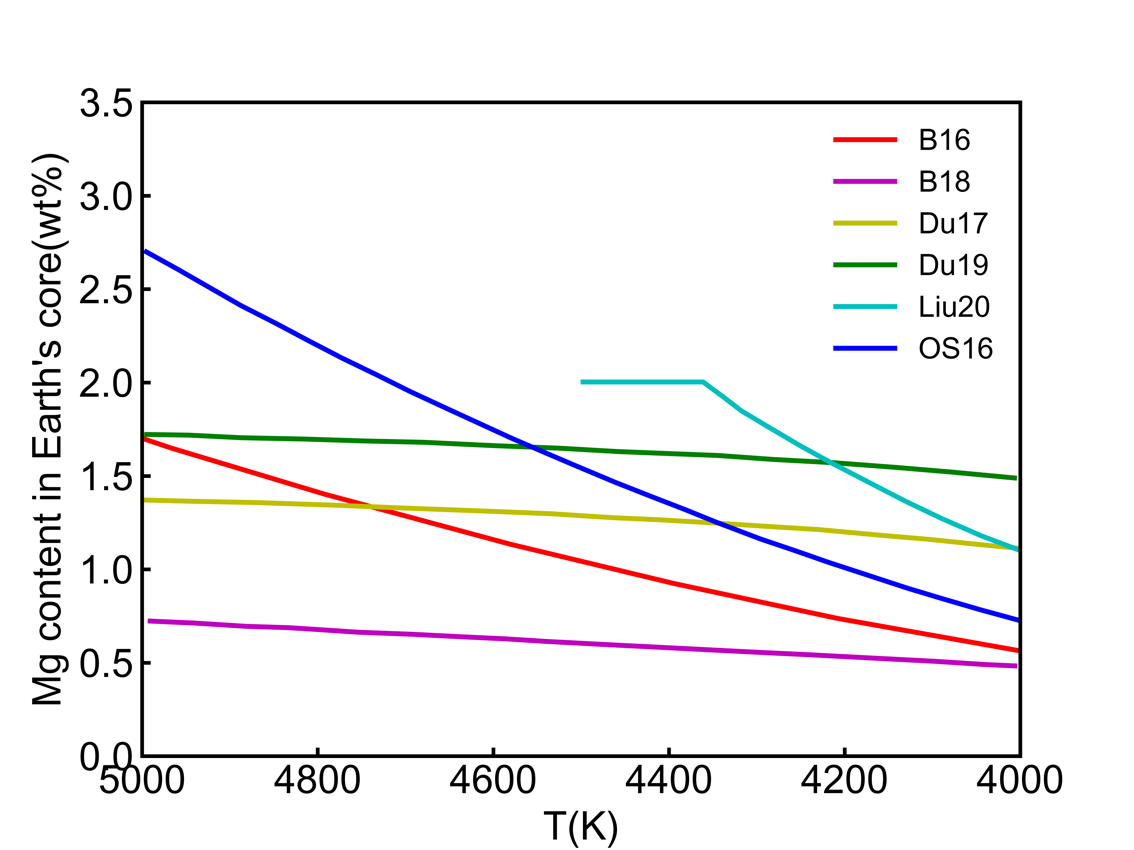 3.5
3.0
2.5
2.0
1.5
1.0
0.5
0.0
Mg content in Earth's core(wt%)
B16
B18
Du17
Du19
Liu20
OS16
5000 4800 4600 4400 4200 4000
T(K)